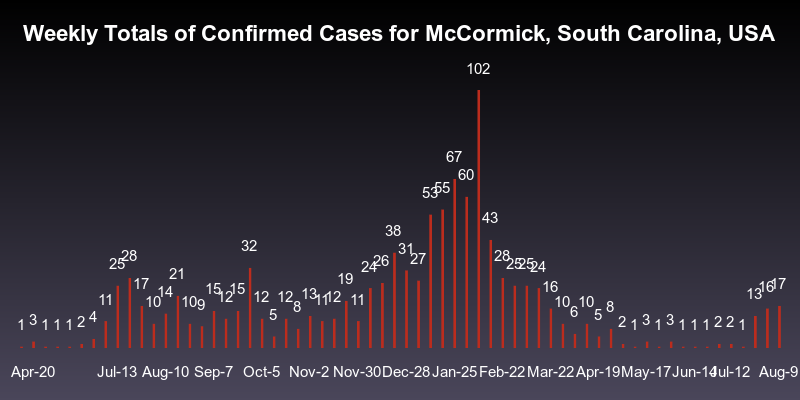 Weekly Totals of Confirmed Cases for McCormick, South Carolina, USA
1 3 1 1 1 2 4 11 25 28 17 10 14 21 10 9 15 12 15 32 12 5 12 8 13 11 12 19 11 24 26 38 31 27 53 55 67 60 102 43 28 25 25 24 16 10 6 10 5 8 2 1 3 1 3 1 1 1 2 2 1 13 16 17
Apr-20 Jul-13 Aug-10 Sep-7 Oct-5 Nov-2 Nov-30 Dec-28 Jan-25 Feb-22 Mar-22 Apr-19 May-17 Jun-14 Jul-12 Aug-9